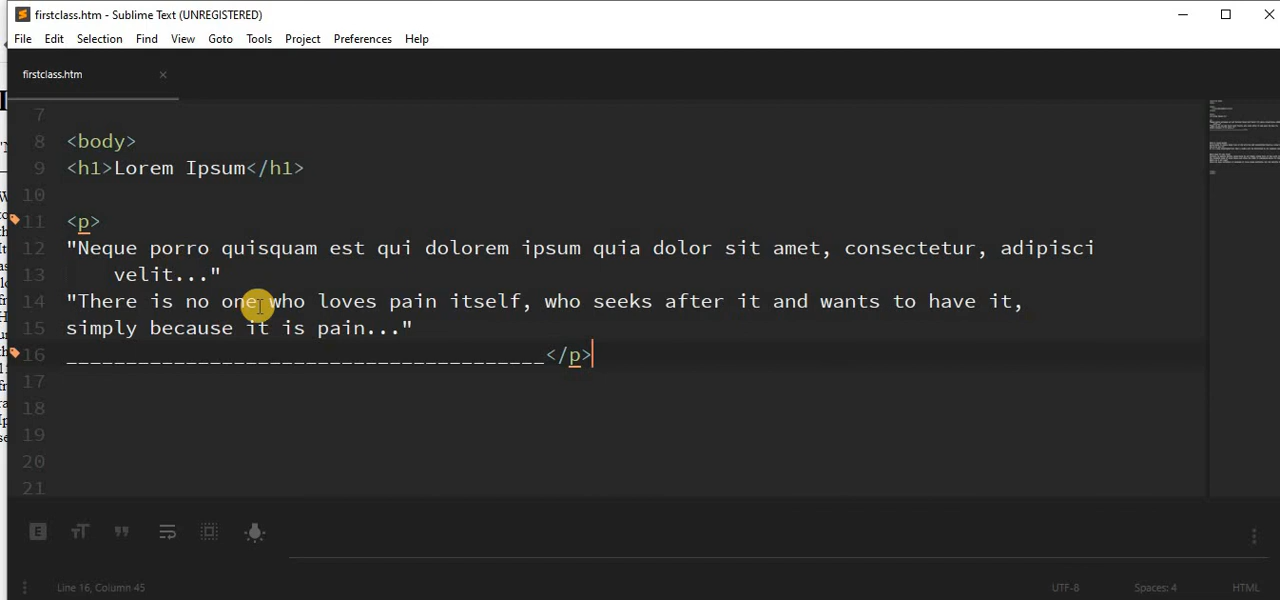 firstclass.htm - Sublime Text (UNREGISTERED)
File Edit Selection Find View Goto Tools Project Preferences Help
firstclass.htm
7
8 <body>
9 <h1>Lorem Ipsum</h1>
10
11 <p>
12 "Neque porro quisquam est qui dolorem ipsum quia dolor sit amet, consectetur, adipisci
13 velit..."
14 "There is no one who loves pain itself, who seeks after it and wants to have it,
15 simply because it is pain..."
16 ________________________________________</p>
17
18
19
20
21
Line 16, Column 45 UTF-8 Spaces: 4 HTML